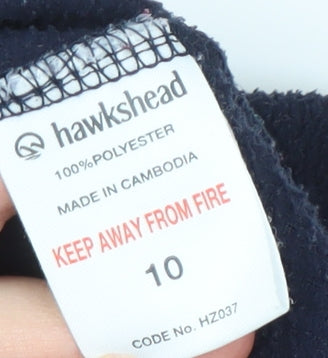 hawkshead
100%POLYESTER
MADE IN CAMBODIA
KEEP AWAY FROM FIRE
10
CODE No. HZ037